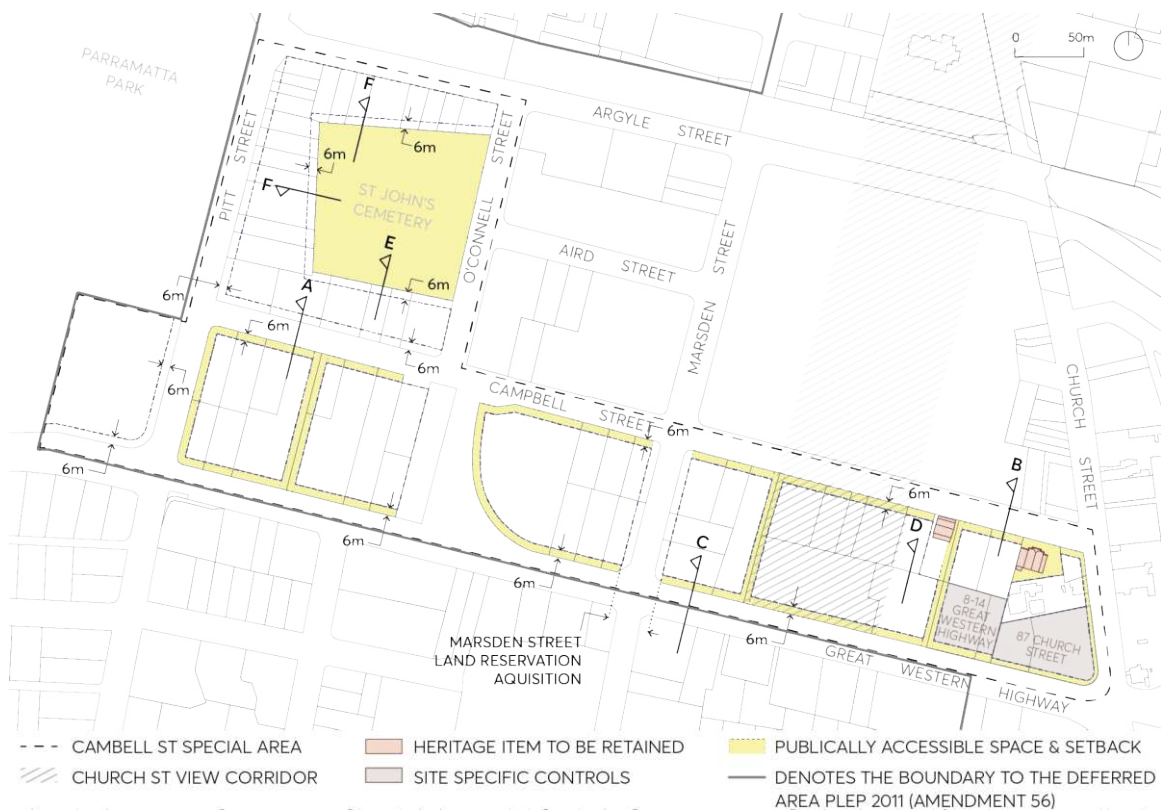 PARRAMATTA
PARK
0 50m
ARGYLE STREET
F
6m
6m
F
ST JOHN'S
CEMETERY
PITT STREET
O'CONNELL STREET
E
6m
A
6m
6m
6m
6m
AIRD STREET
MARSDEN STREET
CHURCH STREET
CAMPBELL STREET
6m
6m
6m
6m
6m
B
C
D
6m
8-14
GREAT
WESTERN
HIGHWAY
87 CHURCH
STREET
MARSDEN STREET
LAND RESERVATION
AQUISITION
GREAT WESTERN HIGHWAY
CAMBELL ST SPECIAL AREA
HERITAGE ITEM TO BE RETAINED
PUBLICALLY ACCESSIBLE SPACE & SETBACK
CHURCH ST VIEW CORRIDOR
SITE SPECIFIC CONTROLS
DENOTES THE BOUNDARY TO THE DEFERRED
AREA PLEP 2011 (AMENDMENT 56)